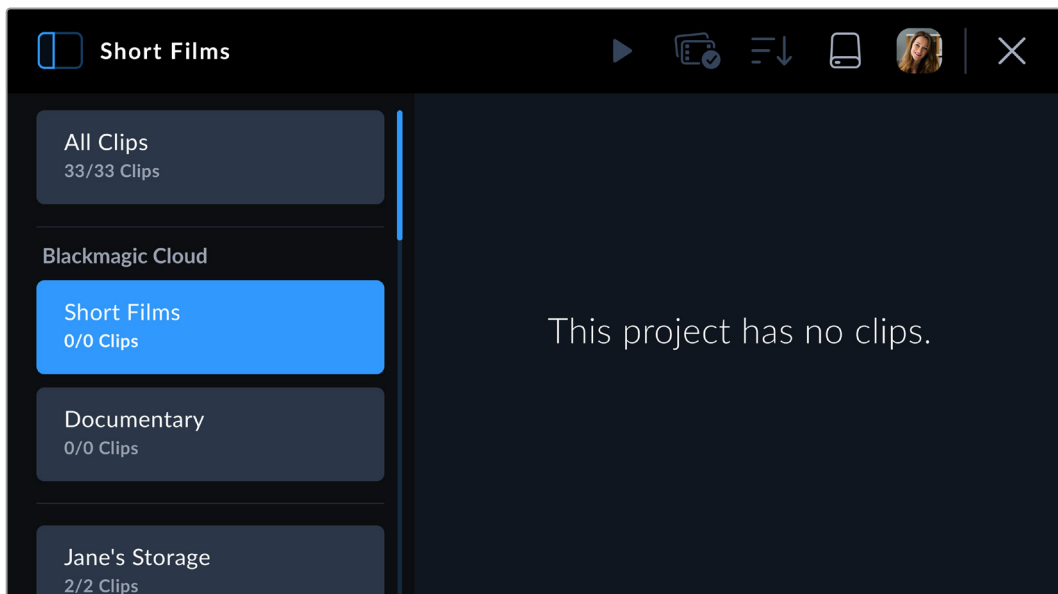 Short Films
All Clips
33/33 Clips
Blackmagic Cloud
Short Films
0/0 Clips
Documentary
0/0 Clips
Jane's Storage
2/2 Clips
This project has no clips.